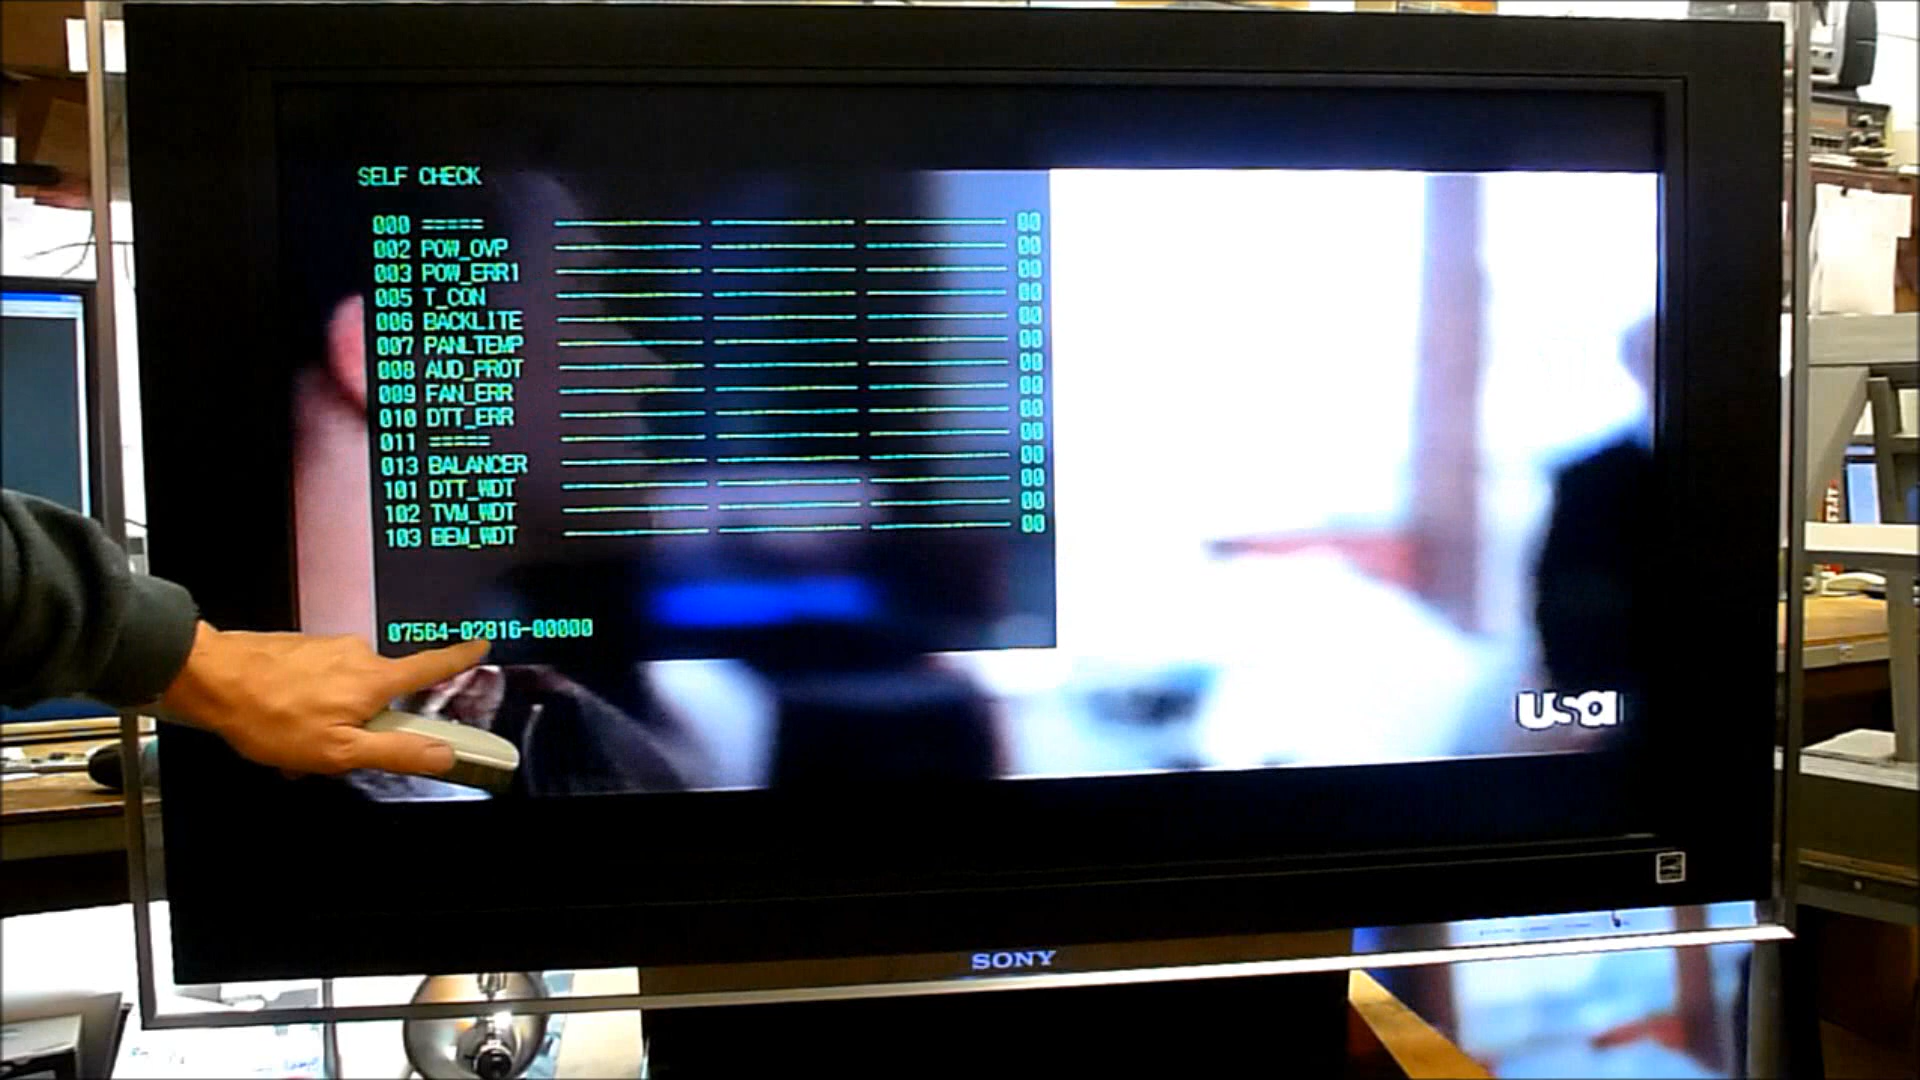 SELF CHECK
000 ===== ---------- ---------- ---------- 00
002 POW_OVP ---------- ---------- ---------- 00
003 POW_ERR1 ---------- ---------- ---------- 00
005 T_CON ---------- ---------- ---------- 00
006 BACKLITE ---------- ---------- ---------- 00
007 PANLTEMP ---------- ---------- ---------- 00
008 AUD_PROT ---------- ---------- ---------- 00
009 FAN_ERR ---------- ---------- ---------- 00
010 DTT_ERR ---------- ---------- ---------- 00
011 ===== ---------- ---------- ---------- 00
013 BALANCER ---------- ---------- ---------- 00
101 DTT_WDT ---------- ---------- ---------- 00
102 TVM_WDT ---------- ---------- ---------- 00
103 EEM_WDT ---------- ---------- ---------- 00
07564-02816-00000
usa
SONY